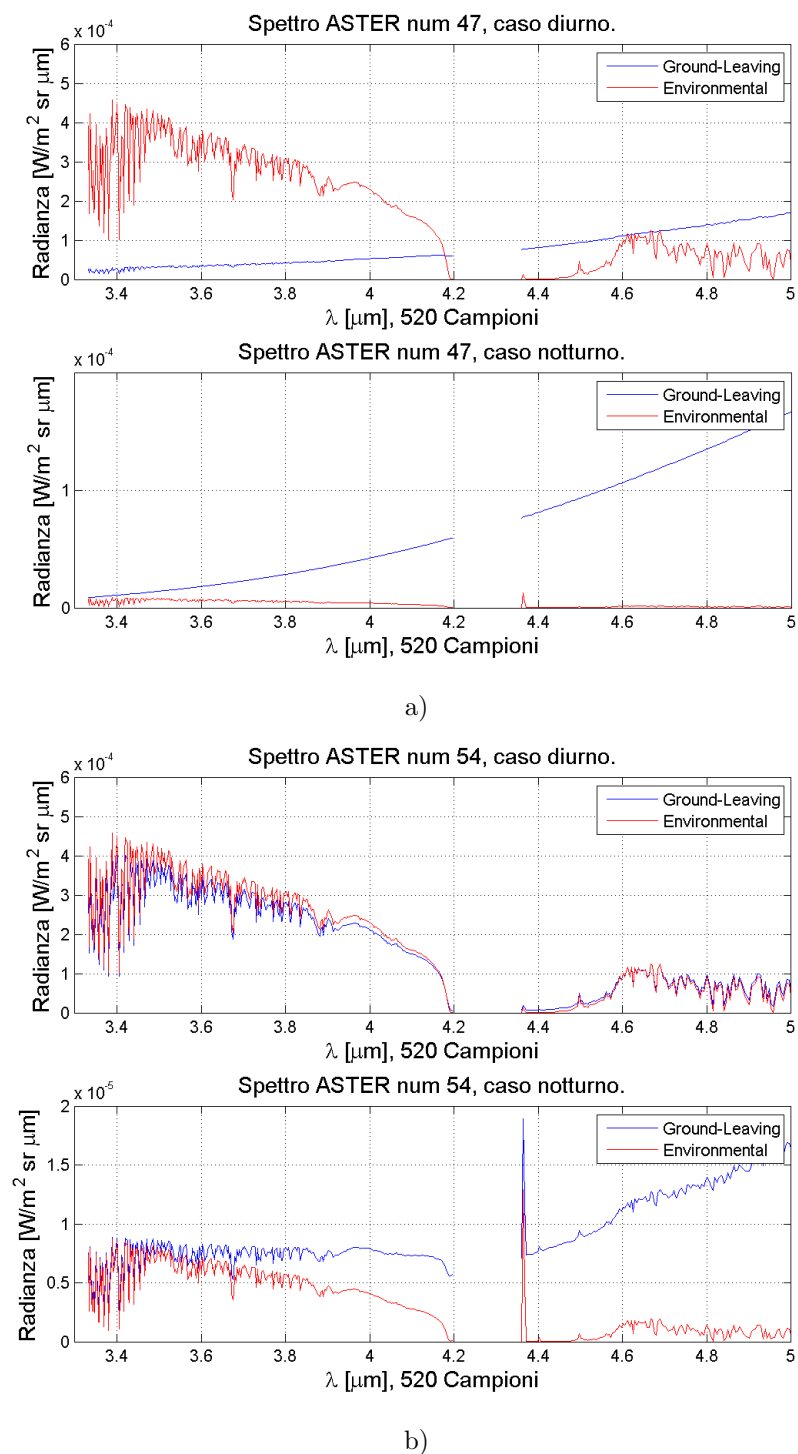 Spettro ASTER num 47, caso diurno.
x 10⁻⁴
6
5
4
3
2
1
0
Radianza [W/m² sr μm]
Ground-Leaving
Environmental
3.4 3.6 3.8 4 4.2 4.4 4.6 4.8 5
λ [μm], 520 Campioni
Spettro ASTER num 47, caso notturno.
x 10⁻⁴
1
0
Radianza [W/m² sr μm]
Ground-Leaving
Environmental
3.4 3.6 3.8 4 4.2 4.4 4.6 4.8 5
λ [μm], 520 Campioni
a)
Spettro ASTER num 54, caso diurno.
x 10⁻⁴
6
5
4
3
2
1
0
Radianza [W/m² sr μm]
Ground-Leaving
Environmental
3.4 3.6 3.8 4 4.2 4.4 4.6 4.8 5
λ [μm], 520 Campioni
Spettro ASTER num 54, caso notturno.
x 10⁻⁵
2
1.5
1
0.5
0
Radianza [W/m² sr μm]
Ground-Leaving
Environmental
3.4 3.6 3.8 4 4.2 4.4 4.6 4.8 5
λ [μm], 520 Campioni
b)